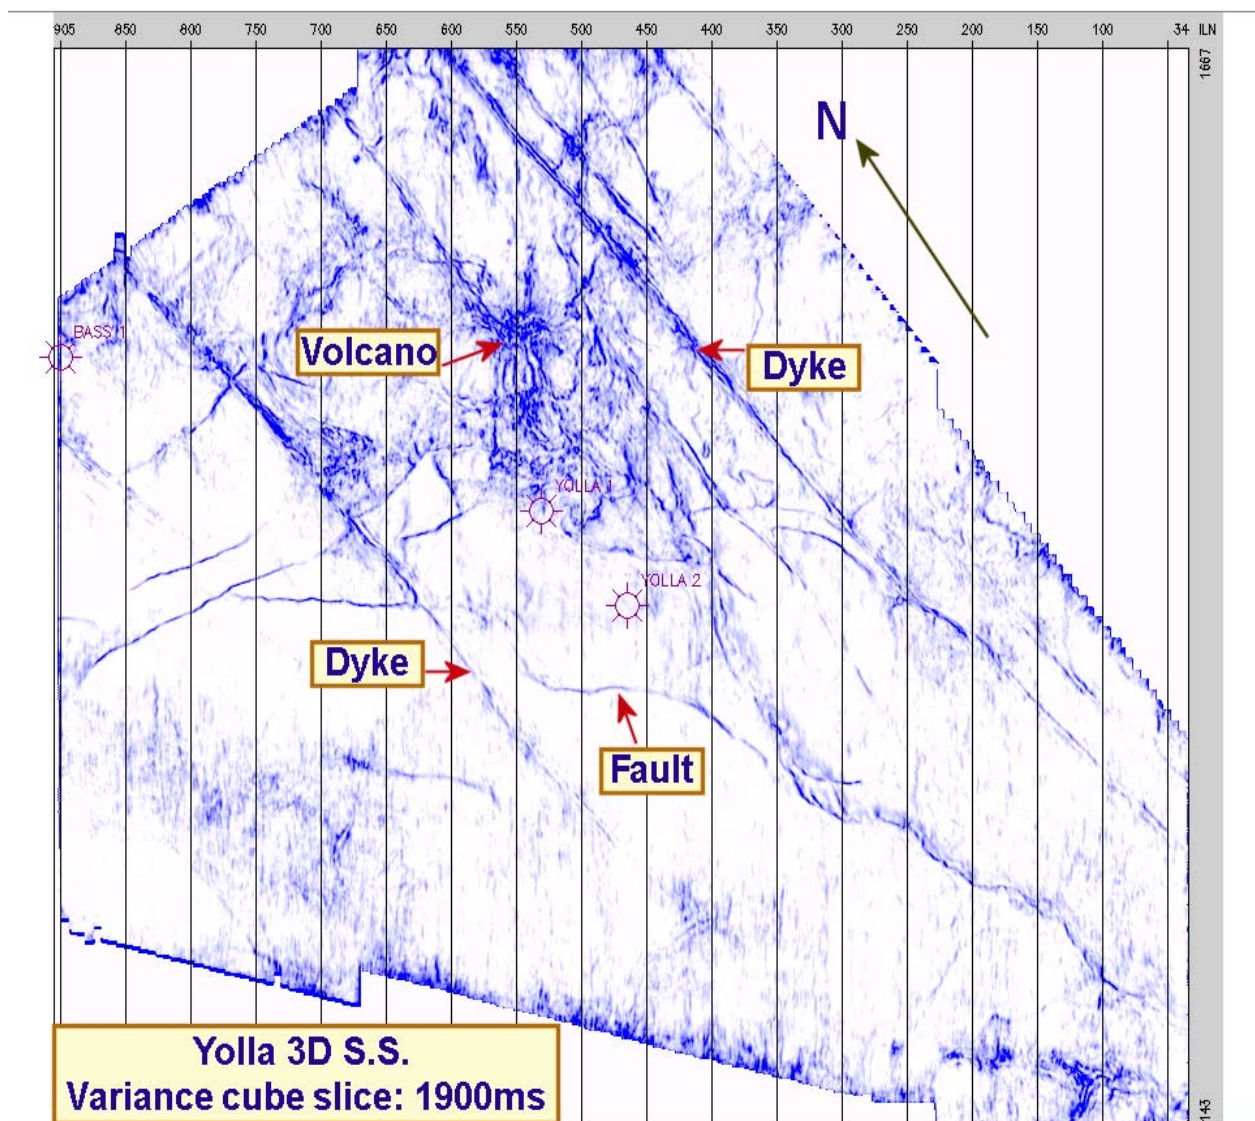 905 850 800 750 700 650 600 550 500 450 400 350 300 250 200 150 100 34 ILN
1667
N
BASS 1
Volcano
Dyke
YOLLA 1
YOLLA 2
Dyke
Fault
Yolla 3D S.S.
Variance cube slice: 1900ms
143